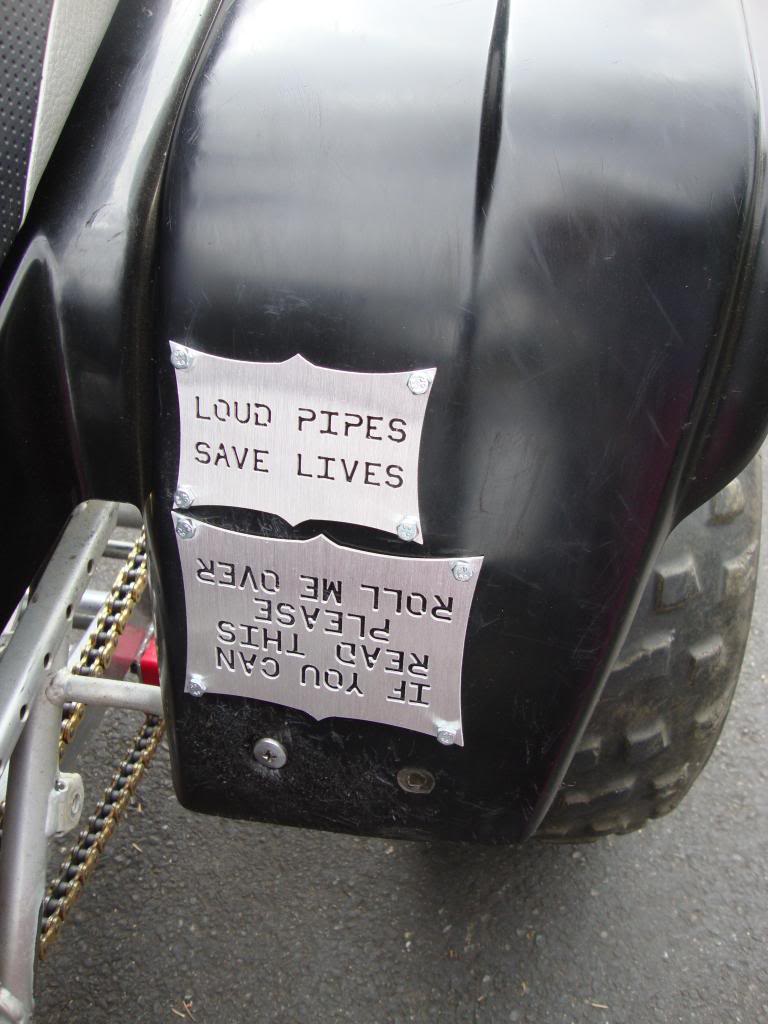 LOUD PIPES
SAVE LIVES
IF YOU CAN
READ THIS
PLEASE
ROLL ME OVER